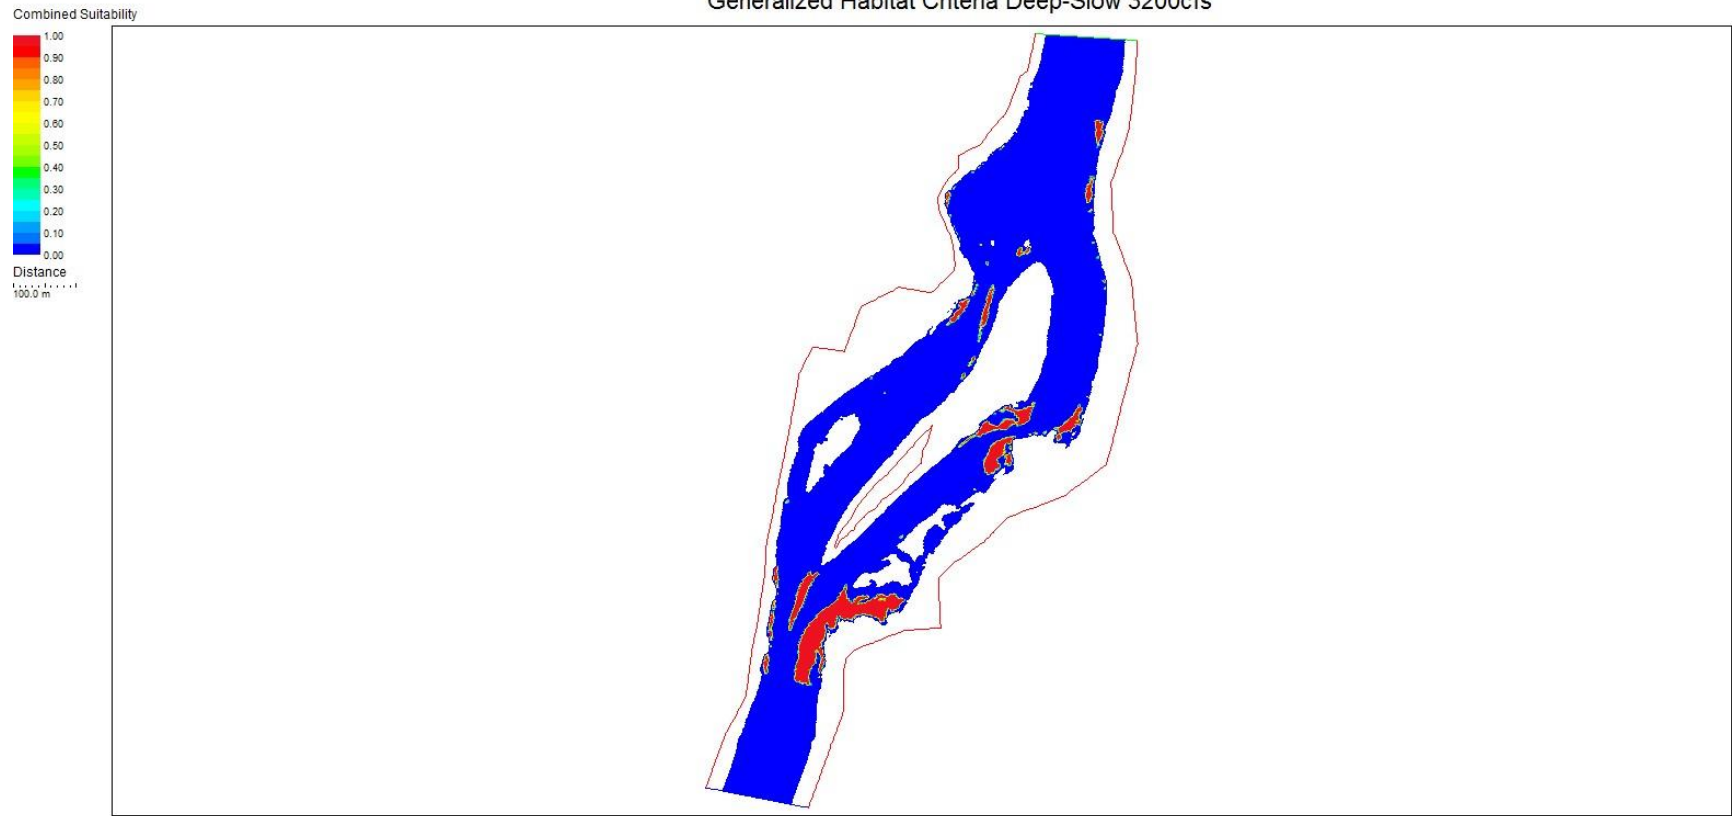 Generalized Habitat Criteria Deep-Slow 3200cfs
Combined Suitability
1.00
0.90
0.80
0.70
0.60
0.50
0.40
0.30
0.20
0.10
0.00
Distance
100.0 m